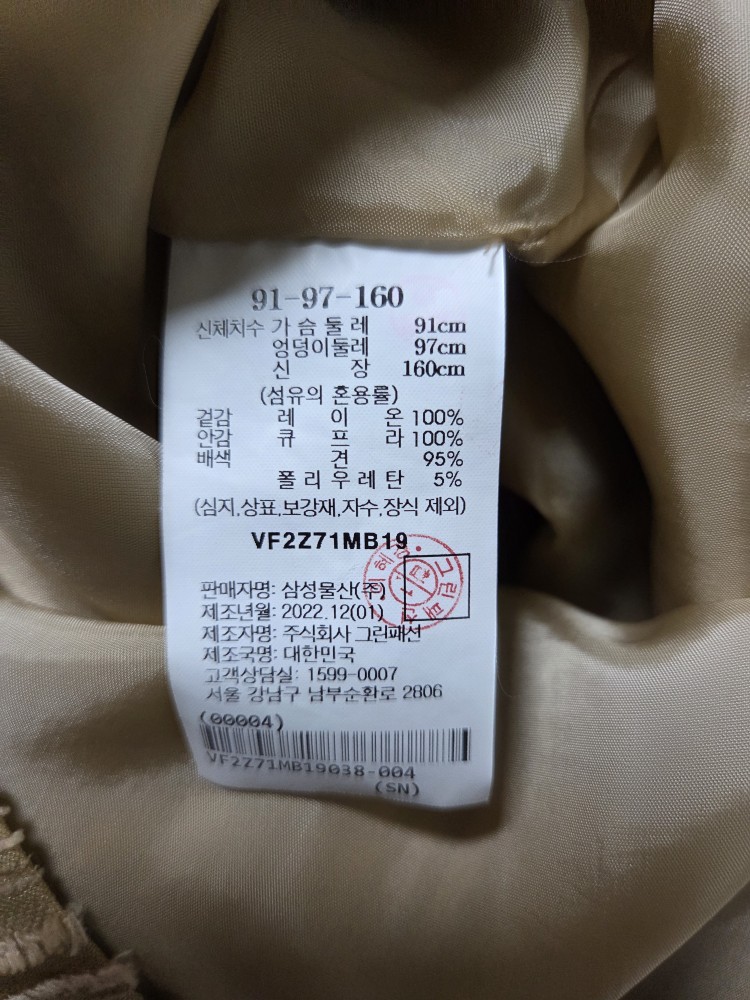 91-97-160
신체치수 가 슴 둘 레 91cm
엉덩이둘레 97cm
신 장 160cm
(섬유의 혼용률)
겉감 레 이 온 100%
안감 큐 프 라 100%
배색 견 95%
폴 리 우 레 탄 5%
(심지,상표,보강재,자수,장식 제외)
VF2Z71MB19
판매자명: 삼성물산(주)
제조년월: 2022.12(01)
제조자명: 주식회사 그린패션
제조국명: 대한민국
고객상담실: 1599-0007
서울 강남구 남부순환로 2806
(00004)
VF2Z71MB19038-004
(SN)